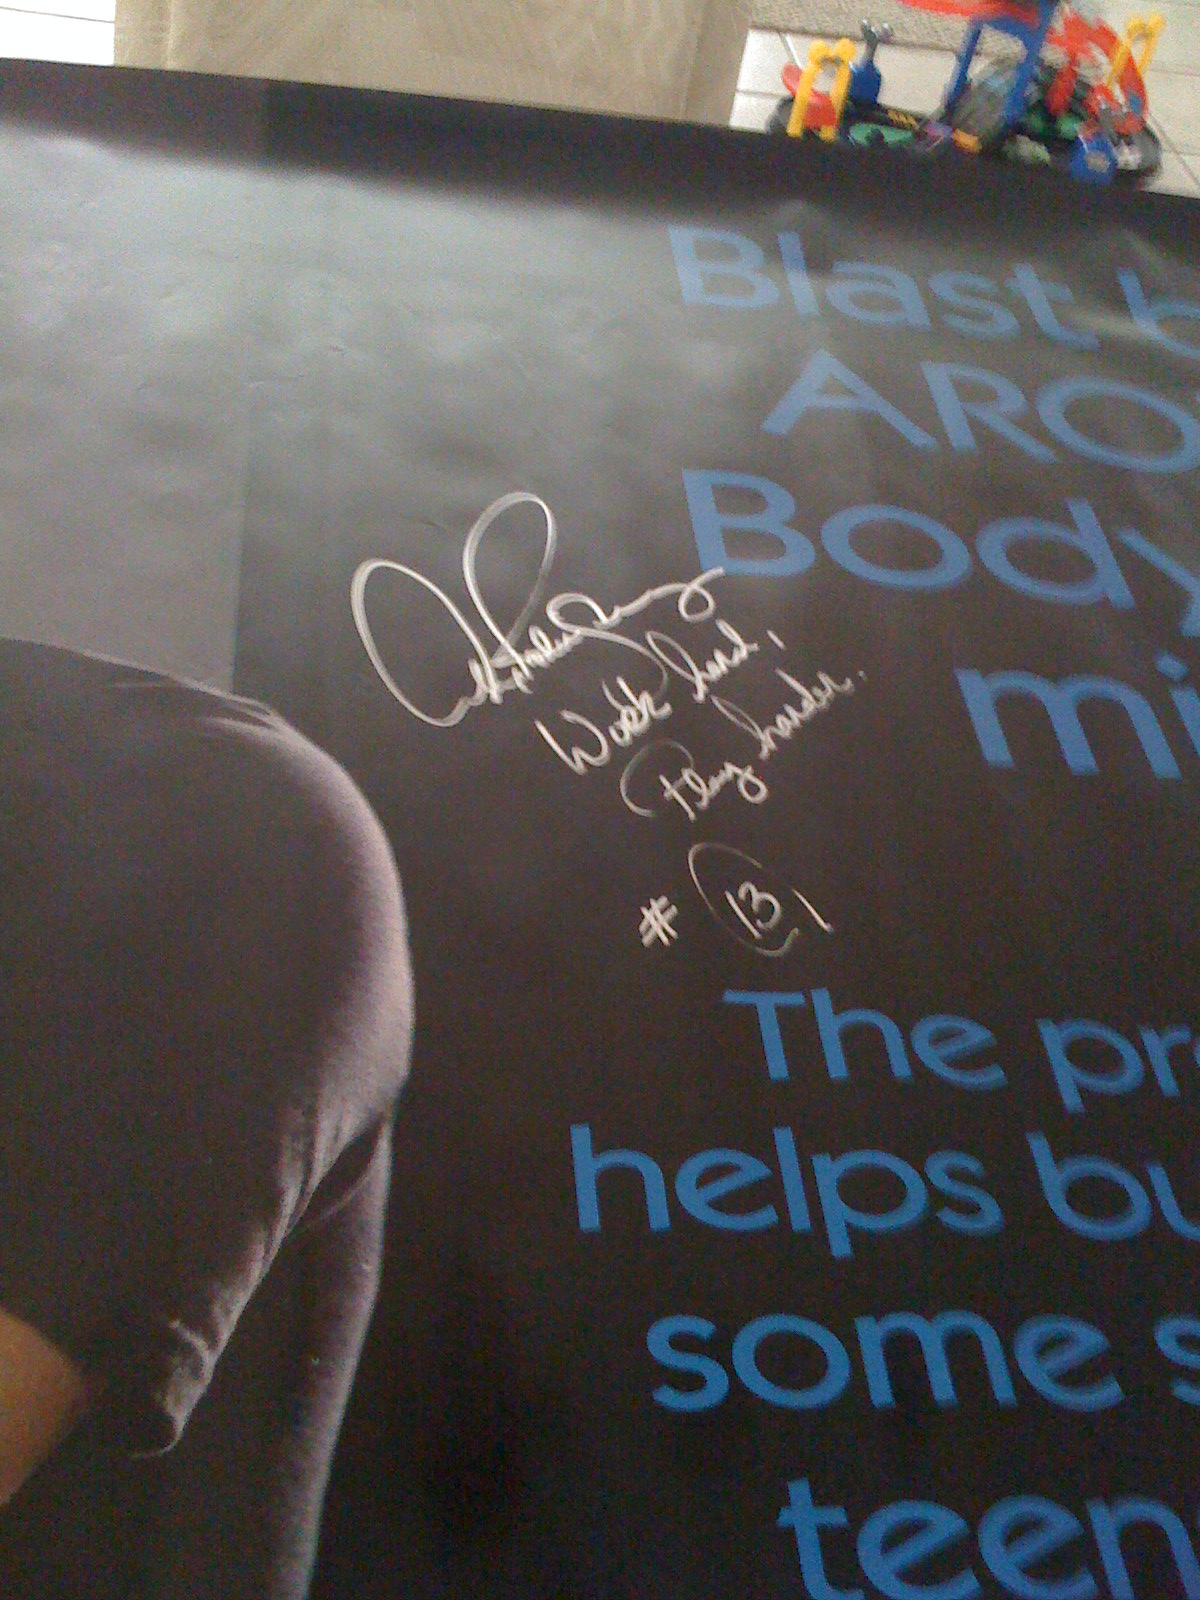 Blast
ARO
Body
mi
Work hard,
Play harder.
# 13
The pr
helps bu
some s
teen